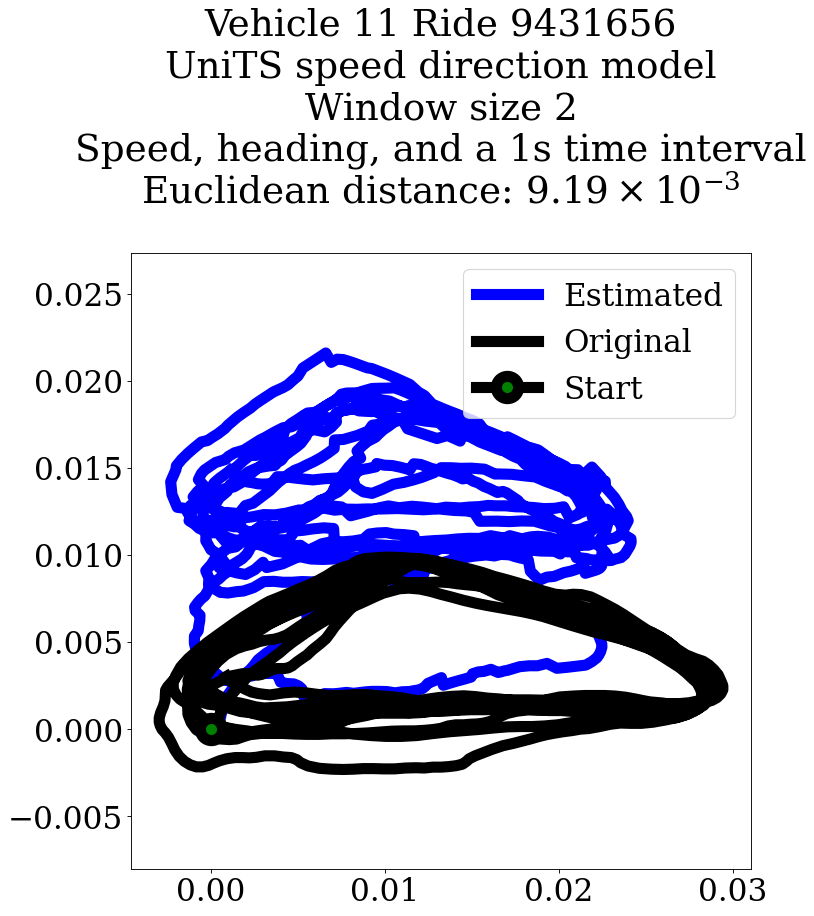 Vehicle 11 Ride 9431656
UniTS speed direction model
Window size 2
Speed, heading, and a 1s time interval
Euclidean distance: 9.19 × 10⁻³
Estimated
Original
Start
0.025
0.020
0.015
0.010
0.005
0.000
−0.005
0.00 0.01 0.02 0.03